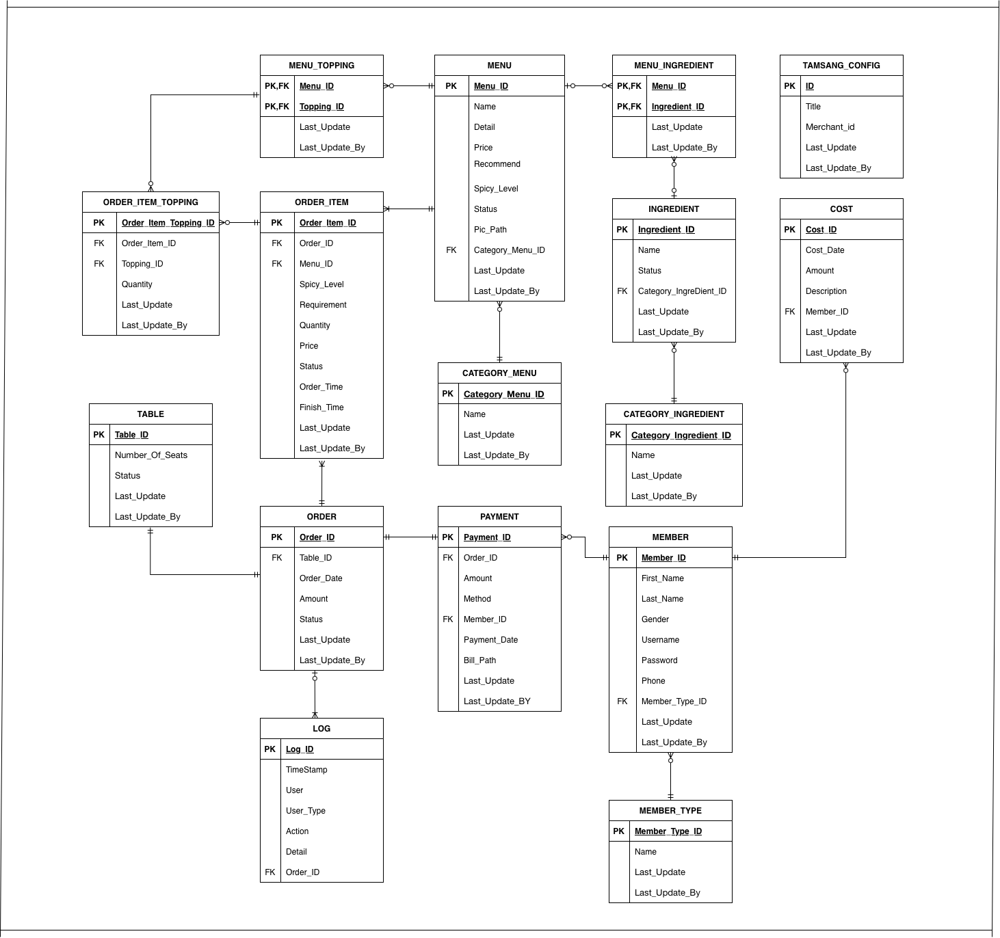 MENU_TOPPING
PK,FK Menu_ID
PK,FK Topping_ID
Last_Update
Last_Update_By
MENU
PK Menu_ID
Name
Detail
Price
Recommend
Spicy_Level
Status
Pic_Path
FK Category_Menu_ID
Last_Update
Last_Update_By
MENU_INGREDIENT
PK,FK Menu_ID
PK,FK Ingredient_ID
Last_Update
Last_Update_By
TAMSANG_CONFIG
PK ID
Title
Merchant_id
Last_Update
Last_Update_By
ORDER_ITEM_TOPPING
PK Order_Item_Topping_ID
FK Order_Item_ID
FK Topping_ID
Quantity
Last_Update
Last_Update_By
ORDER_ITEM
PK Order_Item_ID
FK Order_ID
FK Menu_ID
Spicy_Level
Requirement
Quantity
Price
Status
Order_Time
Finish_Time
Last_Update
Last_Update_By
INGREDIENT
PK Ingredient_ID
Name
Status
FK Category_IngreDient_ID
Last_Update
Last_Update_By
COST
PK Cost_ID
Cost_Date
Amount
Description
FK Member_ID
Last_Update
Last_Update_By
CATEGORY_MENU
PK Category_Menu_ID
Name
Last_Update
Last_Update_By
TABLE
PK Table_ID
Number_Of_Seats
Status
Last_Update
Last_Update_By
CATEGORY_INGREDIENT
PK Category_Ingredient_ID
Name
Last_Update
Last_Update_By
ORDER
PK Order_ID
FK Table_ID
Order_Date
Amount
Status
Last_Update
Last_Update_By
PAYMENT
PK Payment_ID
FK Order_ID
Amount
Method
FK Member_ID
Payment_Date
Bill_Path
Last_Update
Last_Update_BY
MEMBER
PK Member_ID
First_Name
Last_Name
Gender
Username
Password
Phone
FK Member_Type_ID
Last_Update
Last_Update_By
LOG
PK Log_ID
TimeStamp
User
User_Type
Action
Detail
FK Order_ID
MEMBER_TYPE
PK Member_Type_ID
Name
Last_Update
Last_Update_By